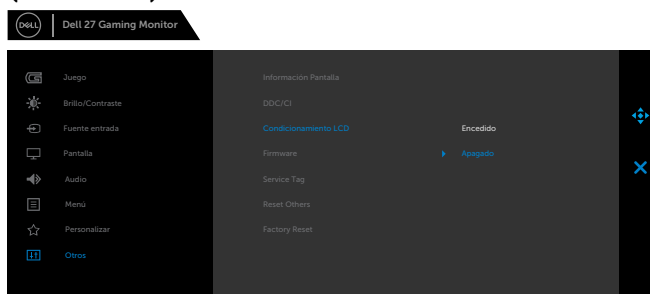 DELL
Dell 27 Gaming Monitor
Juego
Información Pantalla
Brillo/Contraste
DDC/CI
Fuente entrada
Condicionamiento LCD
Encedido
Pantalla
Firmware
Apagado
Audio
Service Tag
Menú
Reset Others
Personalizar
Factory Reset
Otros